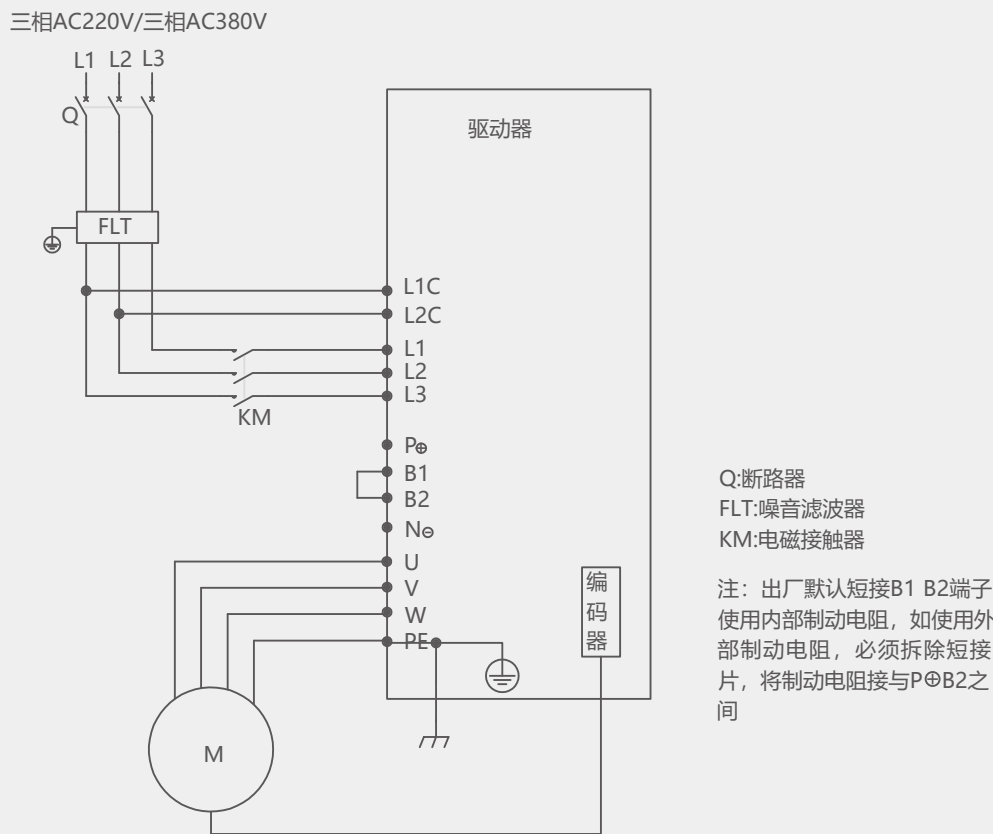 三相AC220V/三相AC380V
L1 L2 L3
Q
驱动器
FLT
L1C
L2C
L1
L2
L3
KM
P⊕
B1
B2
N⊖
U
V
W
PE
编
码
器
M
Q:断路器
FLT:噪音滤波器
KM:电磁接触器
注：出厂默认短接B1 B2端子
使用内部制动电阻，如使用外
部制动电阻，必须拆除短接
片，将制动电阻接与P⊕B2之
间